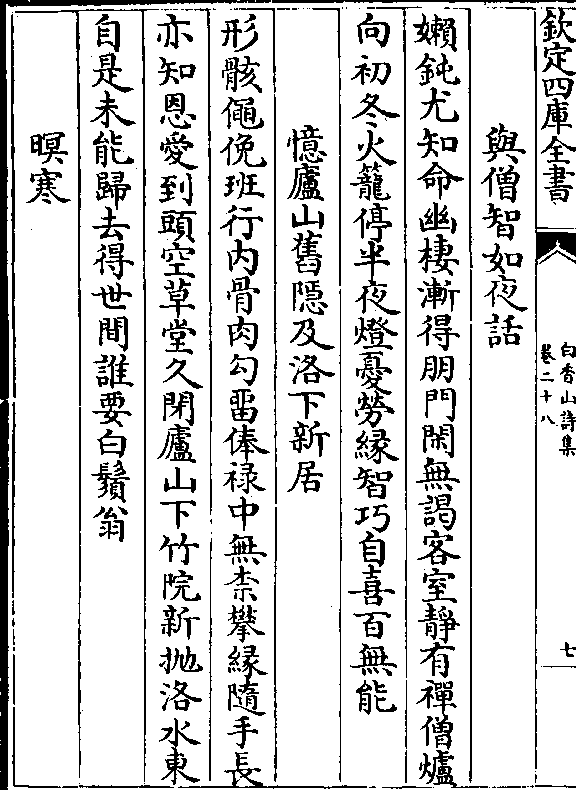 欽定四庫全書
白香山詩集
卷二十八
七
與僧智如夜話
嬾鈍尤知命幽棲漸得朋門閑無謁客室靜有禪僧爐
向初冬火籠停半夜燈憂勞緣智巧自喜百無能
憶廬山舊隱及洛下新居
形骸僶俛班行內骨肉勾留俸禄中無柰攀緣隨手長
亦知恩愛到頭空草堂久閉廬山下竹院新抛洛水東
自是未能歸去得世間誰要白鬚翁
暝寒